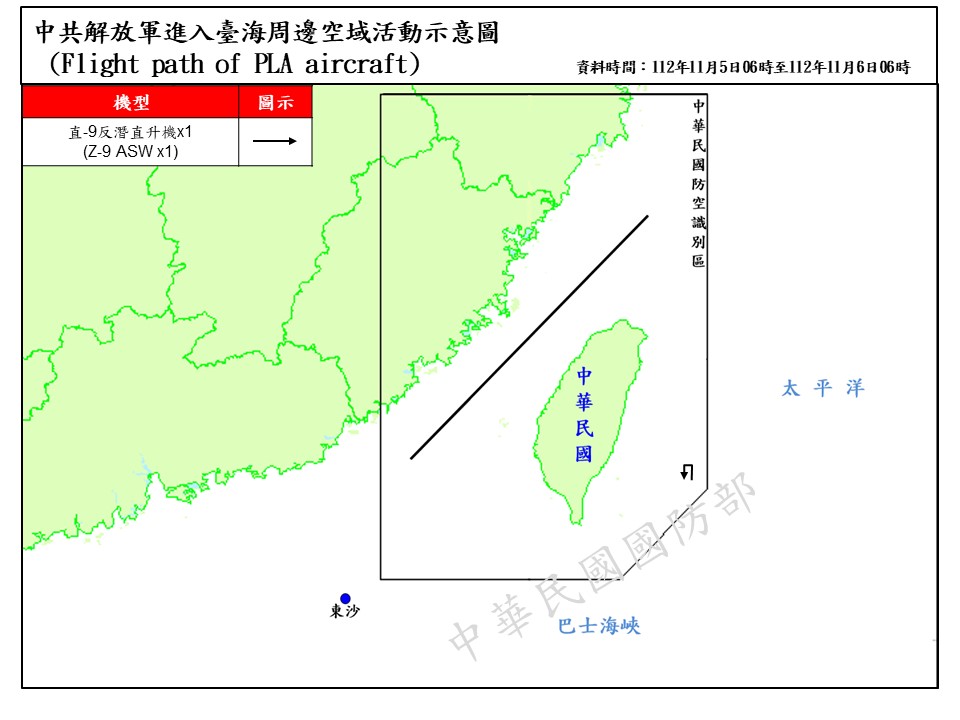 中共解放軍進入臺海周邊空域活動示意圖
(Flight path of PLA aircraft)
資料時間：112年11月5日06時至112年11月6日06時
機型
圖示
直-9反潛直升機x1
(Z-9 ASW x1)
中華民國防空識別區
中華民國
太平洋
東沙
巴士海峽
中華民國國防部